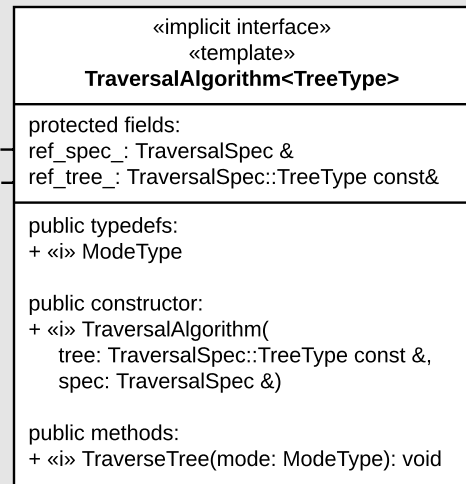 «implicit interface»
«template»
TraversalAlgorithm<TreeType>
protected fields:
ref_spec_: TraversalSpec &
ref_tree_: TraversalSpec::TreeType const&
public typedefs:
+ «i» ModeType
public constructor:
+ «i» TraversalAlgorithm(
tree: TraversalSpec::TreeType const &,
spec: TraversalSpec &)
public methods:
+ «i» TraverseTree(mode: ModeType): void